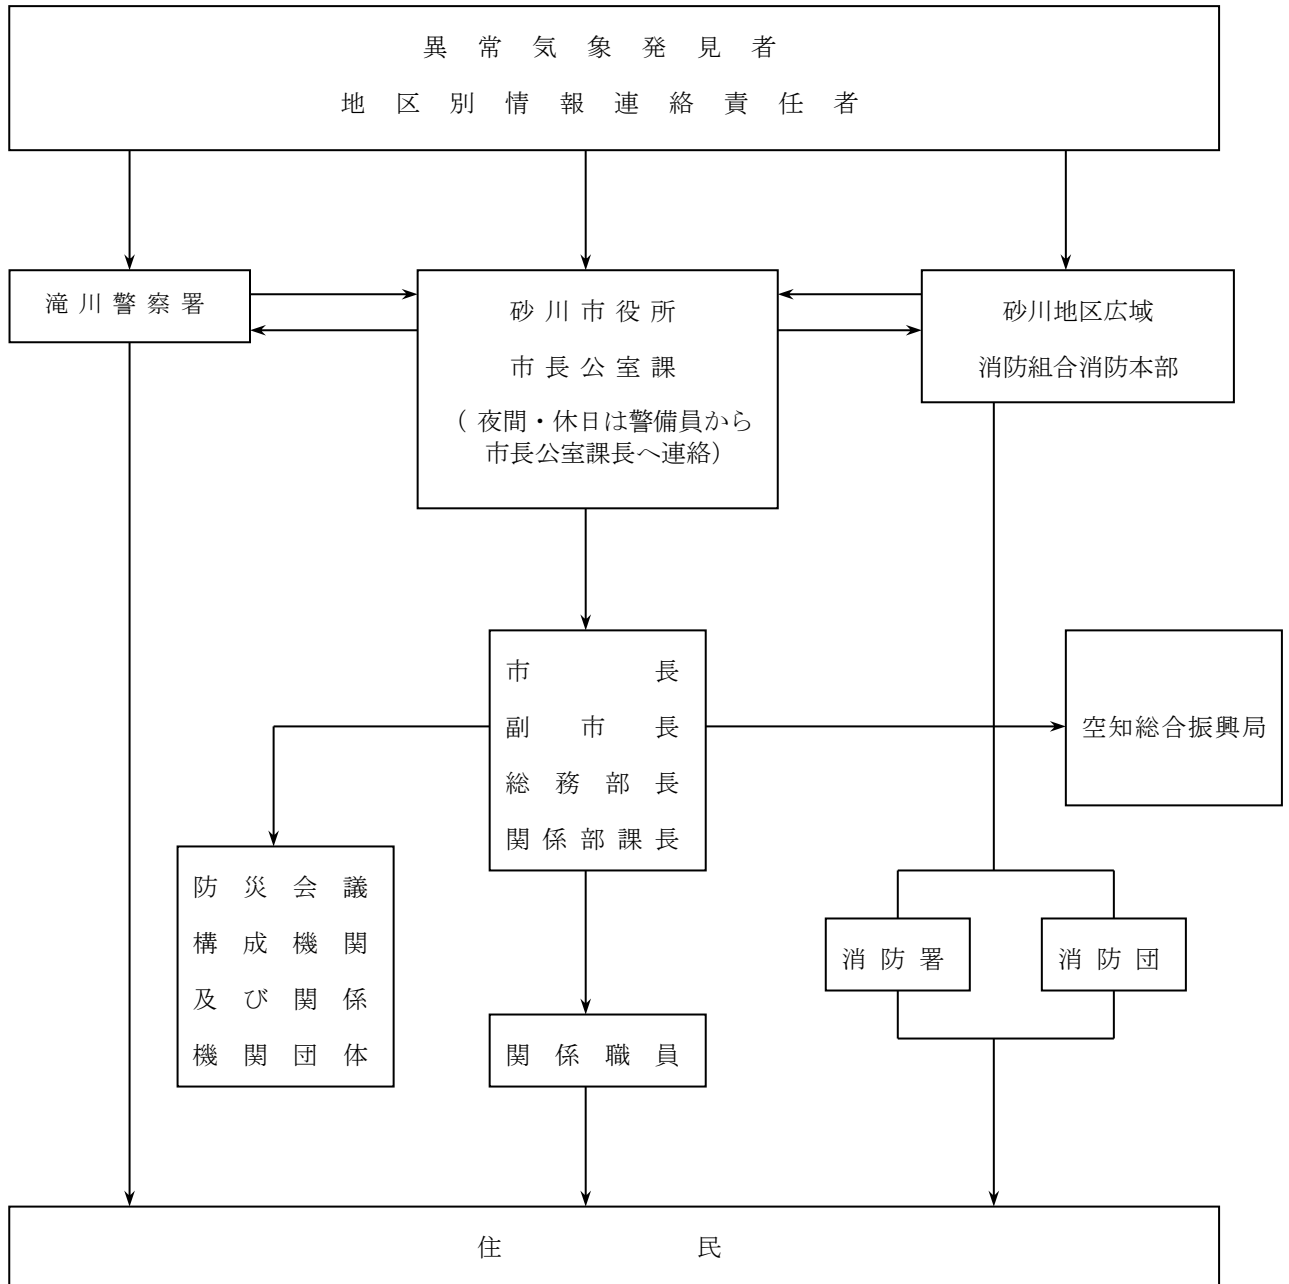 異常気象発見者
地区別情報連絡責任者
滝川警察署
砂川市役所
市長公室課
（夜間・休日は警備員から
市長公室課長へ連絡）
砂川地区広域
消防組合消防本部
市長
副市長
総務部長
関係部課長
空知総合振興局
防災会議
構成機関
及び関係
機関団体
消防署
消防団
関係職員
住民